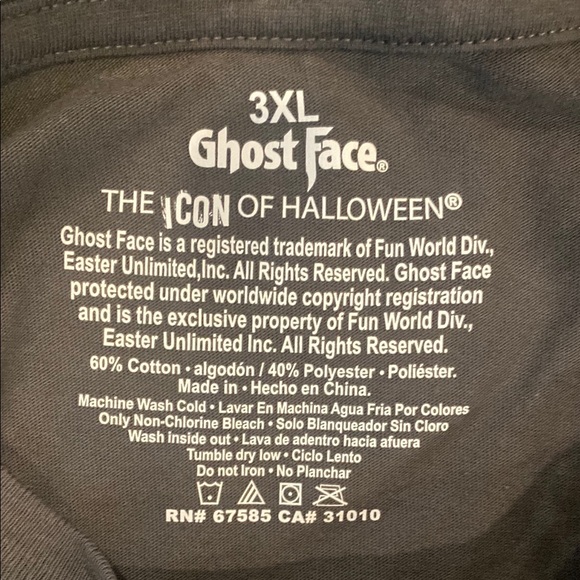 3XL
Ghost Face®
THE ICON OF HALLOWEEN®
Ghost Face is a registered trademark of Fun World Div.,
Easter Unlimited,Inc. All Rights Reserved. Ghost Face
protected under worldwide copyright registration
and is the exclusive property of Fun World Div.,
Easter Unlimited Inc. All Rights Reserved.
60% Cotton • algodón / 40% Polyester • Poliéster.
Made in • Hecho en China.
Machine Wash Cold • Lavar En Machina Agua Fria Por Colores
Only Non-Chlorine Bleach • Solo Blanqueador Sin Cloro
Wash inside out • Lava de adentro hacia afuera
Tumble dry low • Ciclo Lento
Do not Iron • No Planchar
RN# 67585 CA# 31010